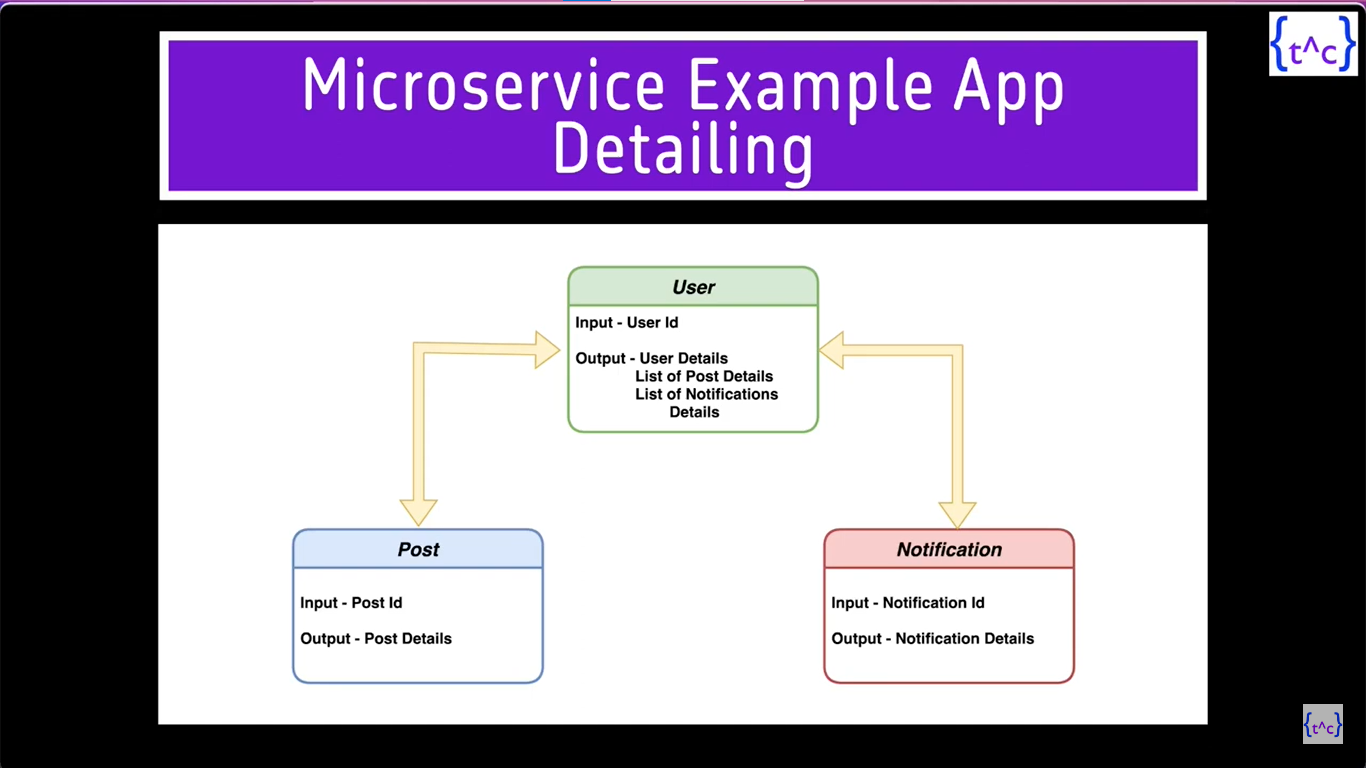 {t^c}
Microservice Example App
Detailing
User
Input - User Id
Output - User Details
List of Post Details
List of Notifications
Details
Post
Input - Post Id
Output - Post Details
Notification
Input - Notification Id
Output - Notification Details
{t^c}